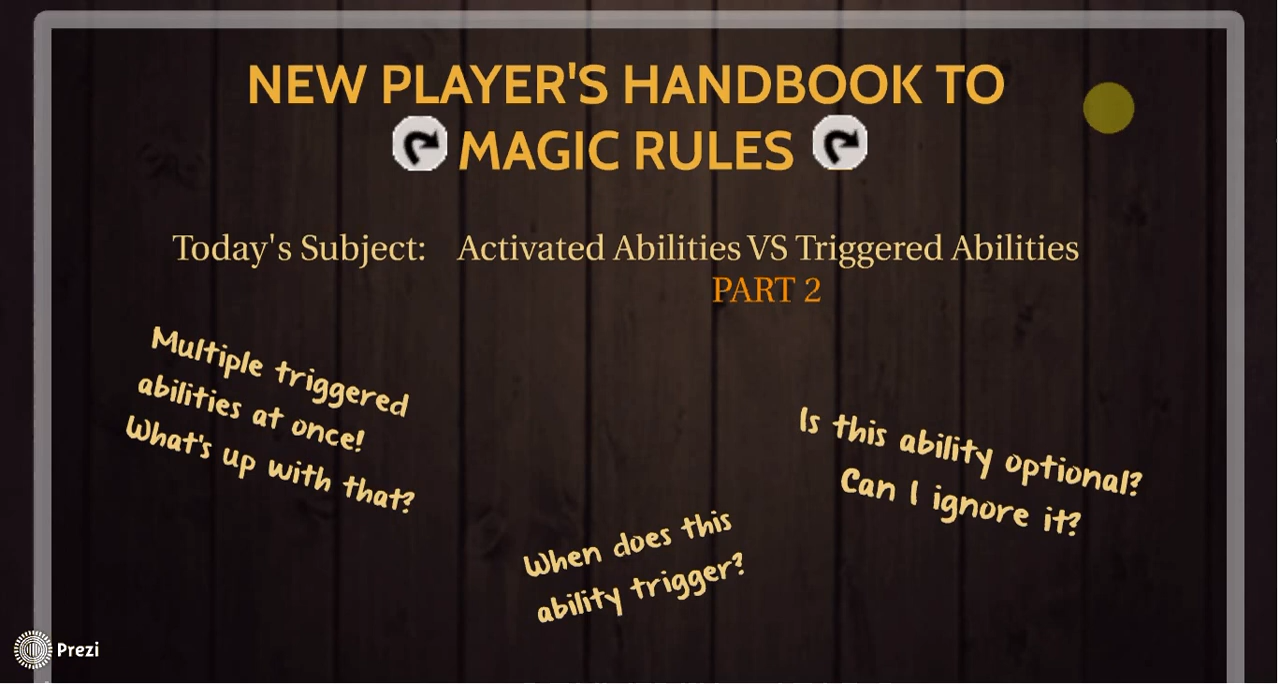 NEW PLAYER'S HANDBOOK TO
MAGIC RULES
Today's Subject: Activated Abilities VS Triggered Abilities
PART 2
Multiple triggered
abilities at once!
What's up with that?
Is this ability optional?
Can I ignore it?
When does this
ability trigger?
Prezi